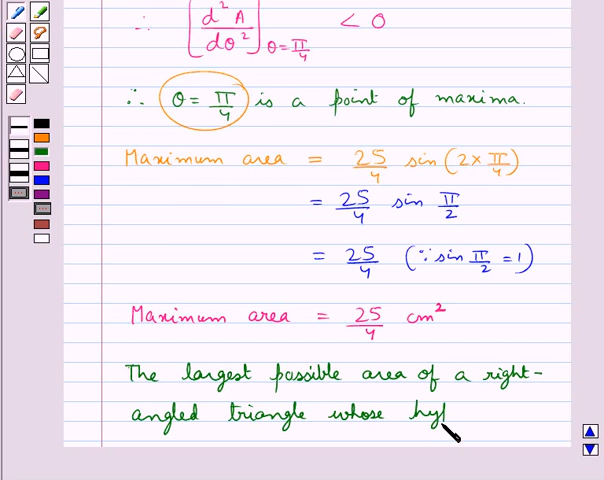 ∴ [d²A/dθ²]θ=π/4 < 0
∴ θ = π/4 is a point of maxima.
Maximum area = 25/4 sin (2 × π/4)
= 25/4 sin π/2
= 25/4 (∵ sin π/2 = 1)
Maximum area = 25/4 cm²
The largest possible area of a right-
angled triangle whose hyp